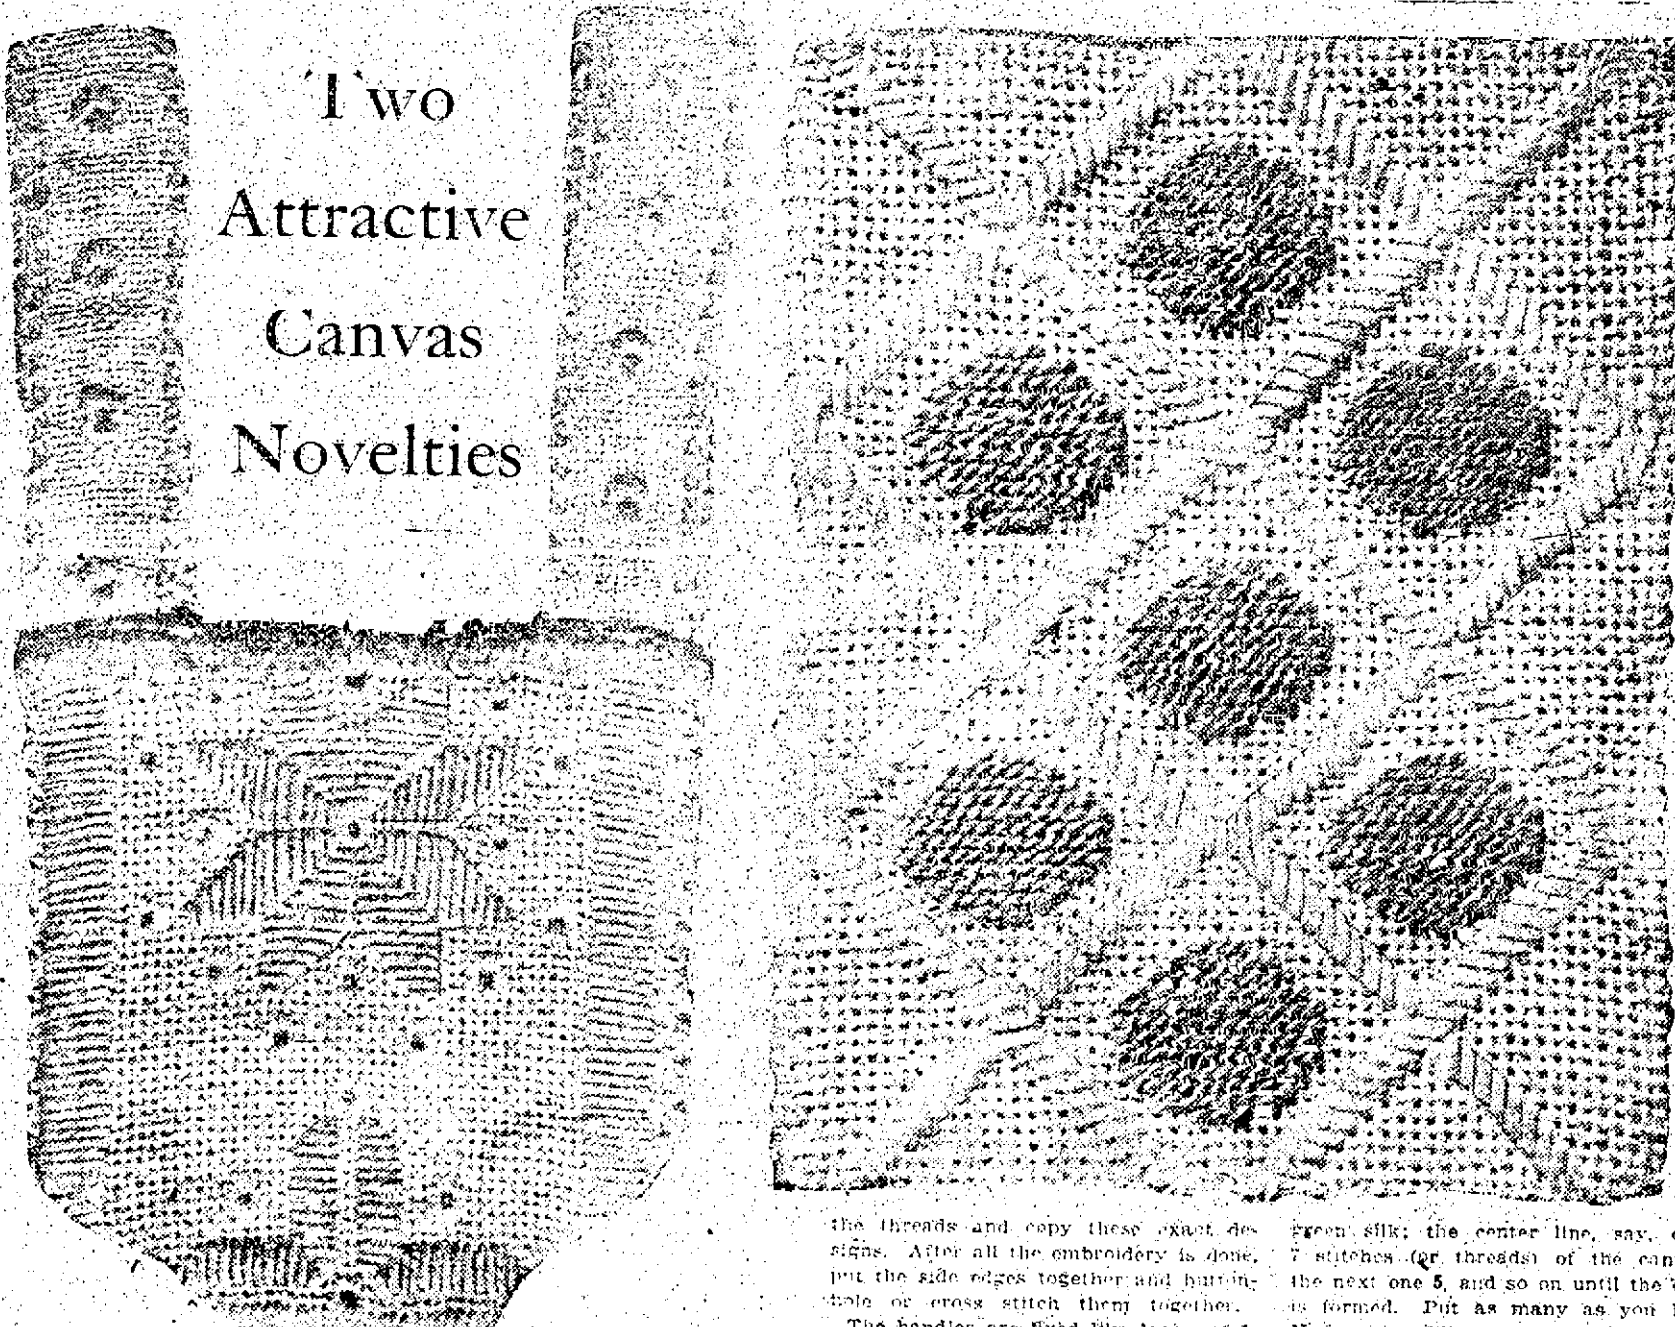 Two
Attractive
Canvas
Novelties
the threads and copy these exact de-
signs. After all the embroidery is done,
put the side edges together and button-
hole or cross stitch them together.
The handles are
green silk; the center line, say,
7 stitches (or threads) of the can
the next one 5, and so on until the
is formed. Put as many as you